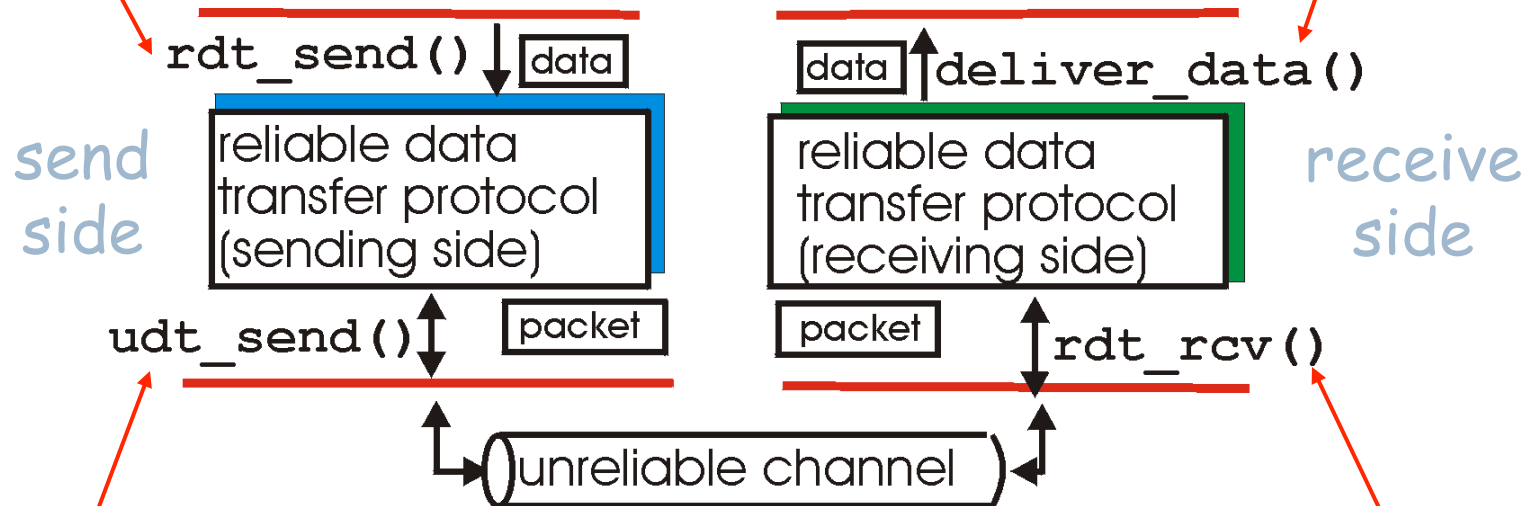 rdt_send()
data
data
deliver_data()
send
side
reliable data
transfer protocol
(sending side)
reliable data
transfer protocol
(receiving side)
receive
side
udt_send()
packet
packet
rdt_rcv()
unreliable channel